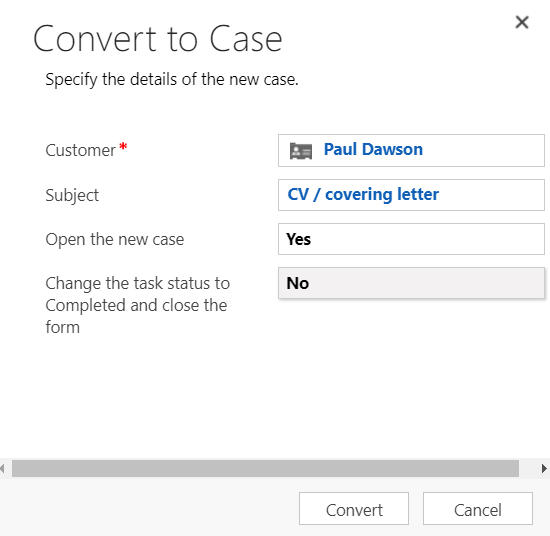 Convert to Case
Specify the details of the new case.
Customer* Paul Dawson
Subject CV / covering letter
Open the new case Yes
Change the task status to No
Completed and close the
form
Convert Cancel